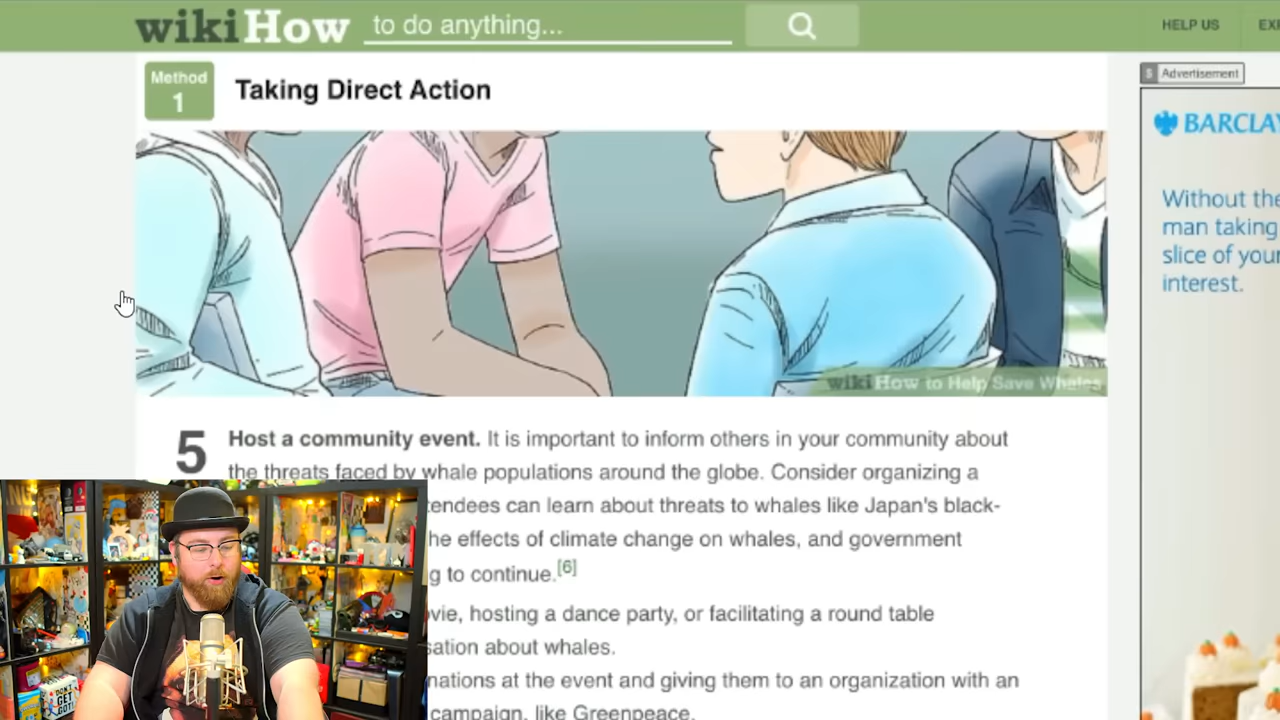 wikiHow to do anything...
HELP US
Method
1
Taking Direct Action
Advertisement
BARCLAY
Without the
man taking
slice of your
interest.
wikiHow to Help Save Whales
5
Host a community event. It is important to inform others in your community about
the threats faced by whale populations around the globe. Consider organizing a
tendees can learn about threats to whales like Japan's black-
he effects of climate change on whales, and government
g to continue.[6]
vie, hosting a dance party, or facilitating a round table
sation about whales.
nations at the event and giving them to an organization with an
campaign, like Greenpeace.
DON'T
GET
GOT!